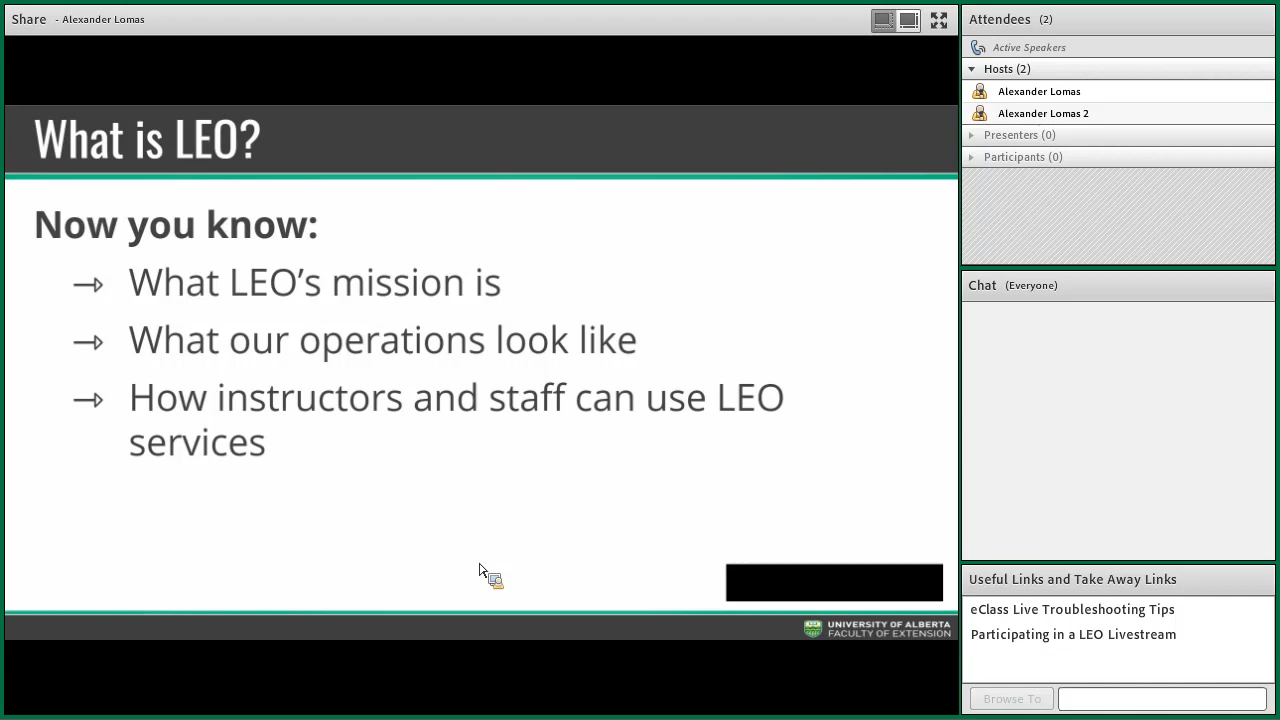 Share - Alexander Lomas
What is LEO?
Now you know:
→ What LEO’s mission is
→ What our operations look like
→ How instructors and staff can use LEO
services
UNIVERSITY OF ALBERTA
FACULTY OF EXTENSION
Attendees (2)
Active Speakers
Hosts (2)
Alexander Lomas
Alexander Lomas 2
Presenters (0)
Participants (0)
Chat (Everyone)
Useful Links and Take Away Links
eClass Live Troubleshooting Tips
Participating in a LEO Livestream
Browse To